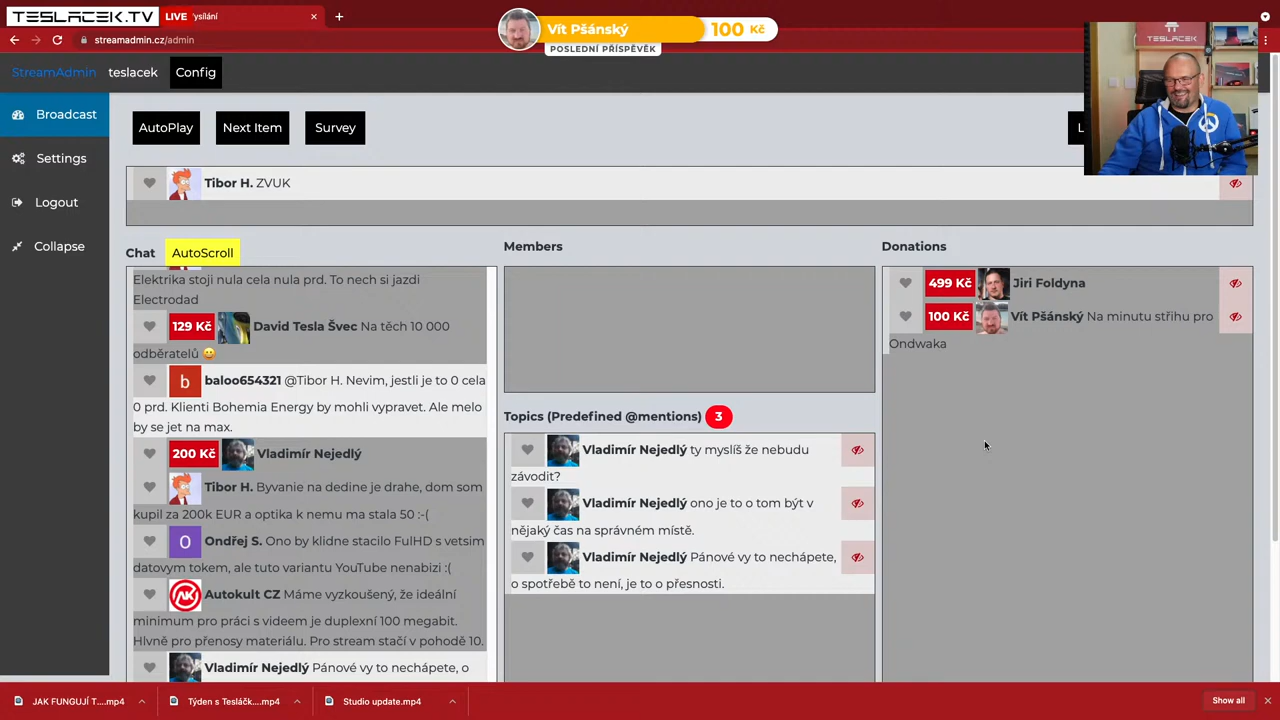 TESLACEK.TV LIVE ysílání
streamadmin.cz/admin
Vít Pšánský 100 Kč
POSLEDNÍ PŘÍSPĚVEK
TESLACEK
StreamAdmin teslacek Config
Broadcast
Settings
Logout
Collapse
AutoPlay Next Item Survey L
Tibor H. ZVUK
Chat AutoScroll
Elektrika stoji nula cela nula prd. To nech si jazdi
Electrodad
129 Kč David Tesla Švec Na těch 10 000
odběratelů 😀
b baloo654321 @Tibor H. Nevim, jestli je to 0 cela
0 prd. Klienti Bohemia Energy by mohli vypravet. Ale melo
by se jet na max.
200 Kč Vladimír Nejedlý
Tibor H. Byvanie na dedine je drahe, dom som
kupil za 200k EUR a optika k nemu ma stala 50 :-(
O Ondřej S. Ono by klidne stacilo FulHD s vetsim
datovym tokem, ale tuto variantu YouTube nenabizi :(
Autokult CZ Máme vyzkoušený, že ideální
minimum pro práci s videem je duplexní 100 megabit.
Hlvně pro přenosy materiálu. Pro stream stačí v pohodě 10.
Vladimír Nejedlý Pánové vy to nechápete, o
Members
Topics (Predefined @mentions) 3
Vladimír Nejedlý ty myslíš že nebudu
závodit?
Vladimír Nejedlý ono je to o tom být v
nějaký čas na správném místě.
Vladimír Nejedlý Pánové vy to nechápete,
o spotřebě to není, je to o přesnosti.
Donations
499 Kč Jiri Foldyna
100 Kč Vít Pšánský Na minutu střihu pro
Ondwaka
JAK FUNGUJÍ T....mp4
Týden s Tesláčk....mp4
Studio update.mp4
Show all